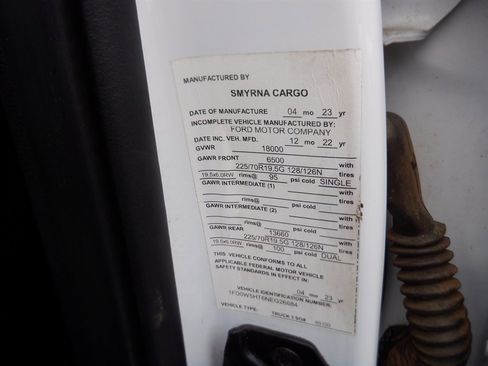 MANUFACTURED BY
SMYRNA CARGO
DATE OF MANUFACTURE 04 mo 23 yr
INCOMPLETE VEHICLE MANUFACTURED BY:
FORD MOTOR COMPANY
DATE INC. VEH. MFD. 12 mo 22 yr
GVWR 18000
GAWR FRONT 6500 with
225/70R19.5G 128/126N tires
19.5x6.0RW rims@ 95 psi cold SINGLE
GAWR INTERMEDIATE (1) with
tires
rims@ psi cold
GAWR INTERMEDIATE (2) with
tires
rims@ psi cold
GAWR REAR 13660 with
225/70R19.5G 128/126N tires
19.5x6.0RW rims@ 100 psi cold DUAL
THIS VEHICLE CONFORMS TO ALL
APPLICABLE FEDERAL MOTOR VEHICLE
SAFETY STANDARDS IN EFFECT IN:
04 mo 23 yr
VEHICLE IDENTIFICATION NUMBER:
VEHICLE TYPE: TRUCK | SO#